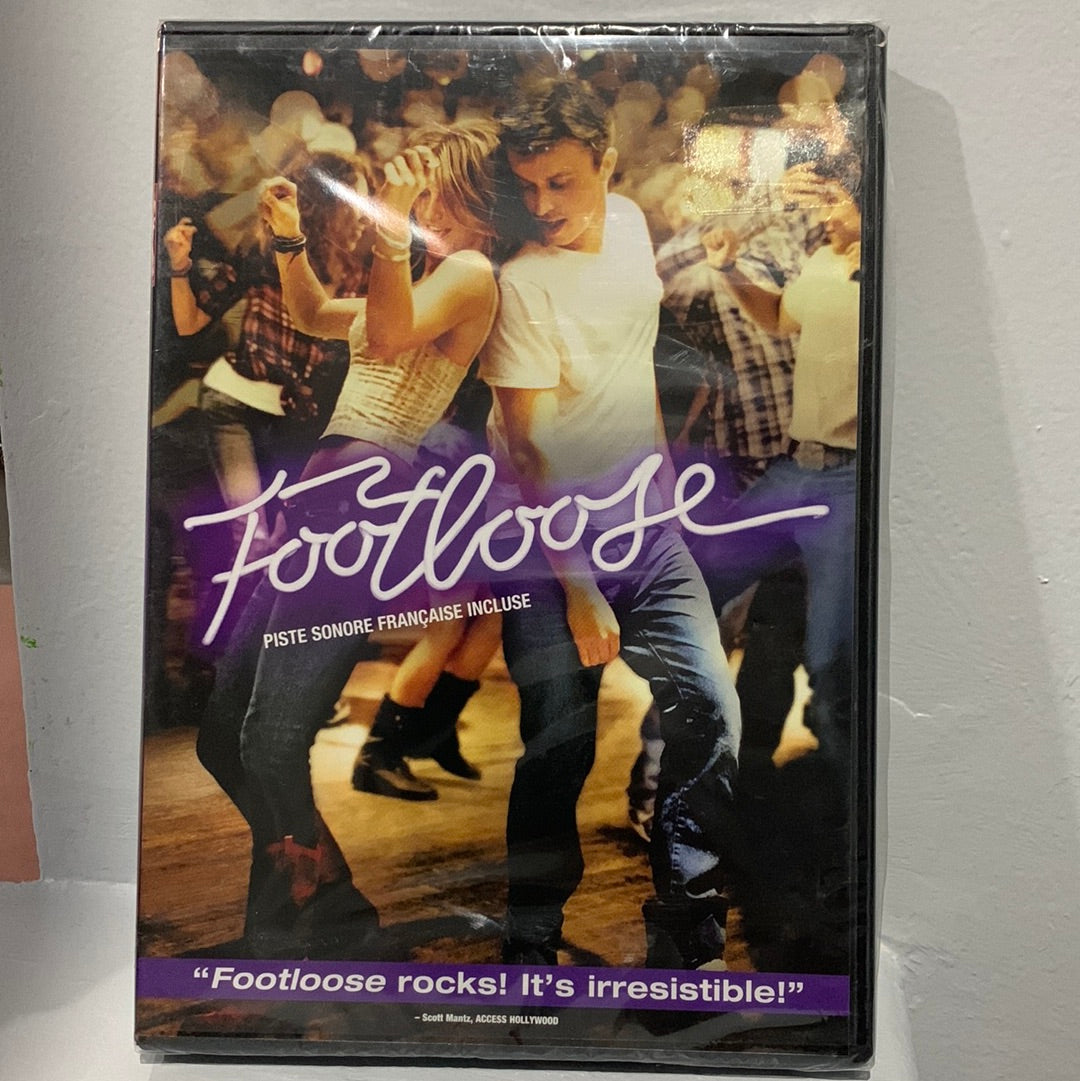 Footloose
PISTE SONORE FRANÇAISE INCLUSE
“Footloose rocks! It’s irresistible!”
– Scott Mantz, ACCESS HOLLYWOOD